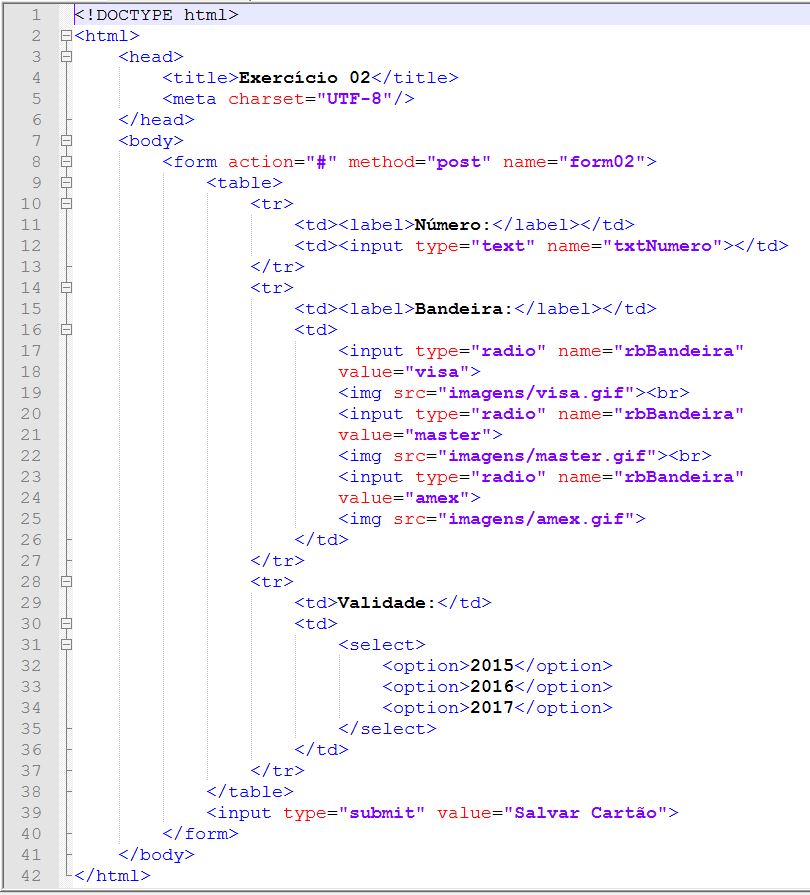 1 <!DOCTYPE html>
2 <html>
3 <head>
4 <title>Exercício 02</title>
5 <meta charset="UTF-8"/>
6 </head>
7 <body>
8 <form action="#" method="post" name="form02">
9 <table>
10 <tr>
11 <td><label>Número:</label></td>
12 <td><input type="text" name="txtNumero"></td>
13 </tr>
14 <tr>
15 <td><label>Bandeira:</label></td>
16 <td>
17 <input type="radio" name="rbBandeira"
18 value="visa">
19 <img src="imagens/visa.gif"><br>
20 <input type="radio" name="rbBandeira"
21 value="master">
22 <img src="imagens/master.gif"><br>
23 <input type="radio" name="rbBandeira"
24 value="amex">
25 <img src="imagens/amex.gif">
26 </td>
27 </tr>
28 <tr>
29 <td>Validade:</td>
30 <td>
31 <select>
32 <option>2015</option>
33 <option>2016</option>
34 <option>2017</option>
35 </select>
36 </td>
37 </tr>
38 </table>
39 <input type="submit" value="Salvar Cartão">
40 </form>
41 </body>
42 </html>